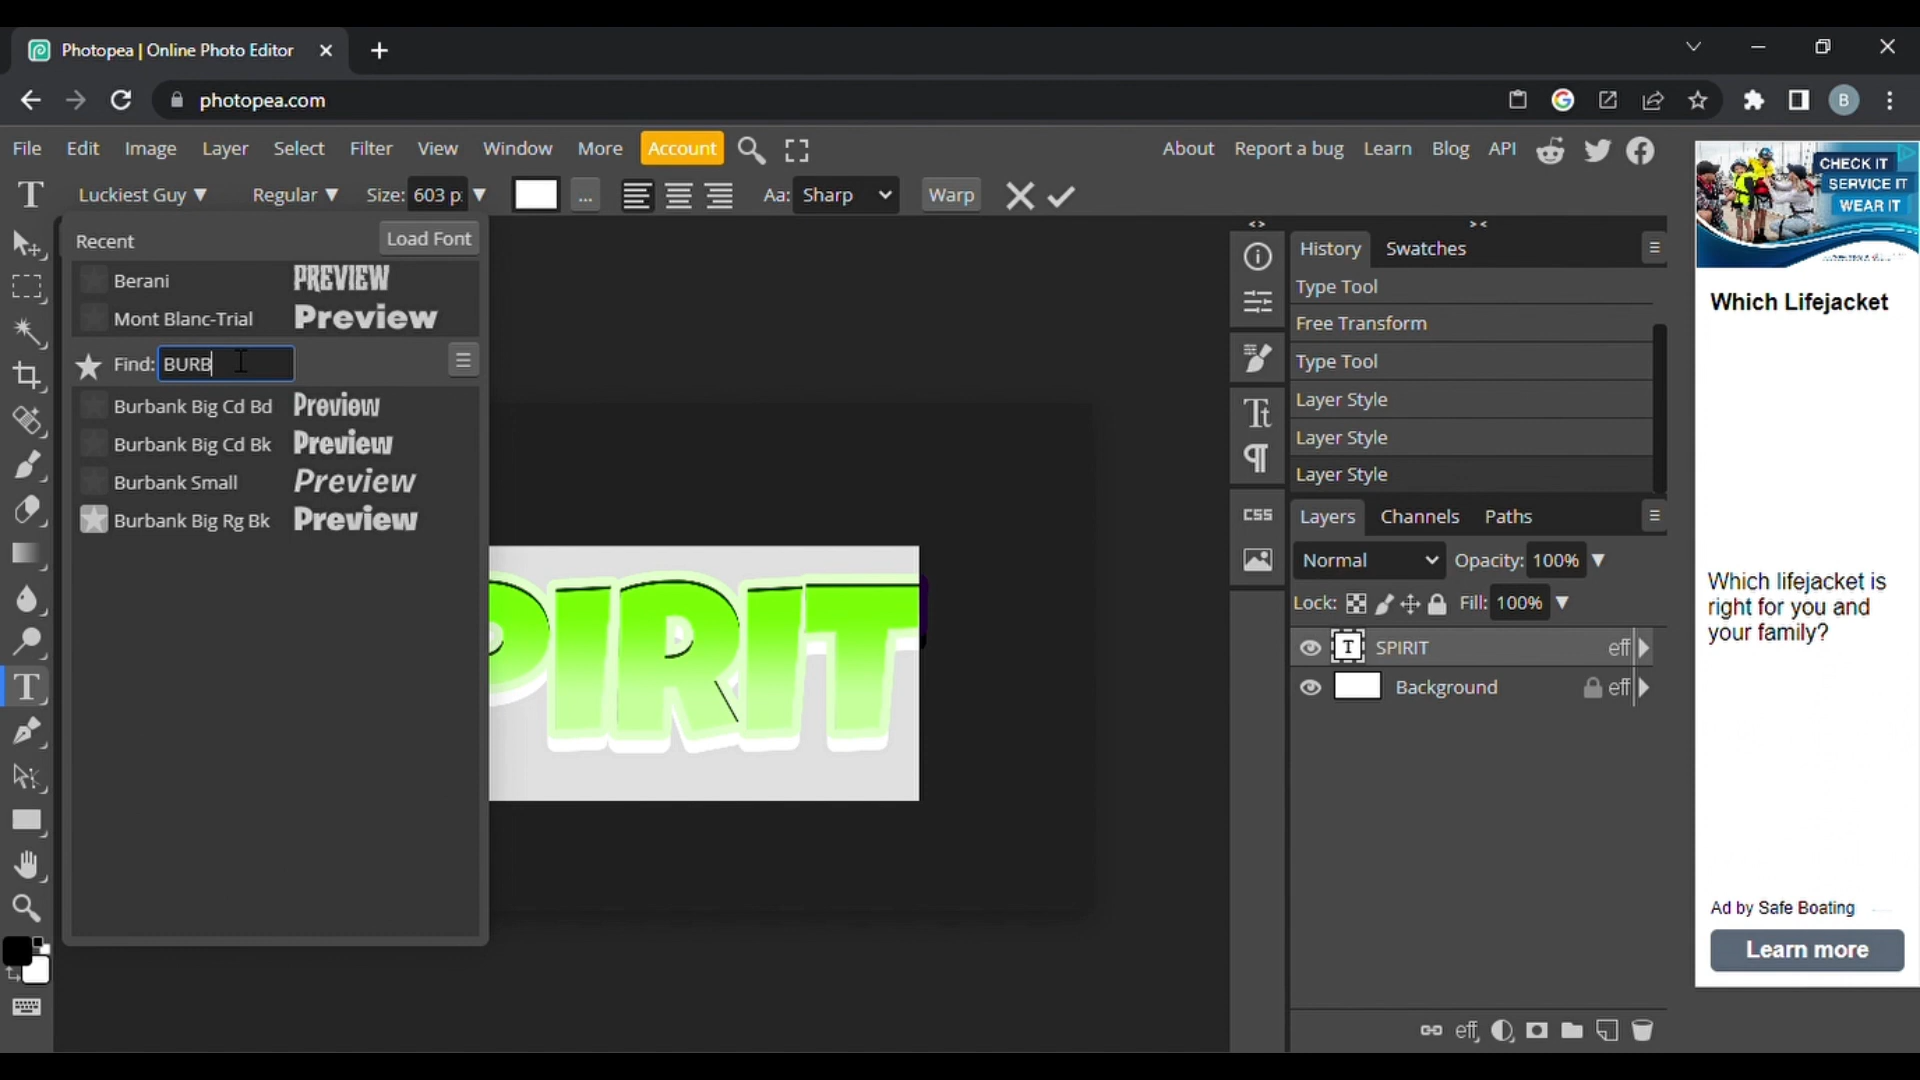 Photopea | Online Photo Editor
photopea.com
B
File Edit Image Layer Select Filter View Window More Account About Report a bug Learn Blog API
T Luckiest Guy Regular Size: 603 p Aa: Sharp Warp
Recent Load Font
Berani PREVIEW
Mont Blanc-Trial Preview
Find: BURB
Burbank Big Cd Bd Preview
Burbank Big Cd Bk Preview
Burbank Small Preview
Burbank Big Rg Bk Preview
PIRIT
CSS
History Swatches
Type Tool
Free Transform
Type Tool
Layer Style
Layer Style
Layer Style
Layers Channels Paths
Normal Opacity: 100%
Lock: Fill: 100%
T SPIRIT eff
Background eff
eff
CHECK IT
SERVICE IT
WEAR IT
Which Lifejacket
Which lifejacket is
right for you and
your family?
Ad by Safe Boating
Learn more